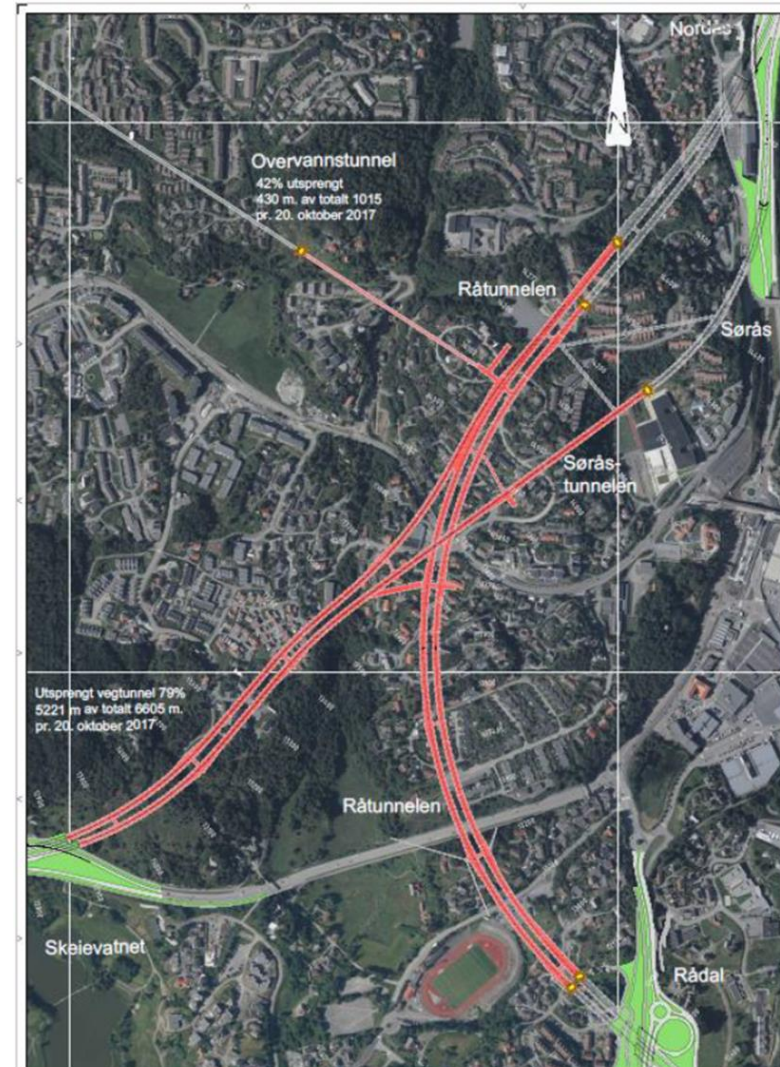 Nordås
N
Overvannstunnel
42% utsprengt
430 m. av totalt 1015
pr. 20. oktober 2017
Råtunnelen
Sørås
Sørås-
tunnelen
Utsprengt vegtunnel 79%
5221 m av totalt 6605 m.
pr. 20. oktober 2017
Råtunnelen
Skeievatnet
Rådal